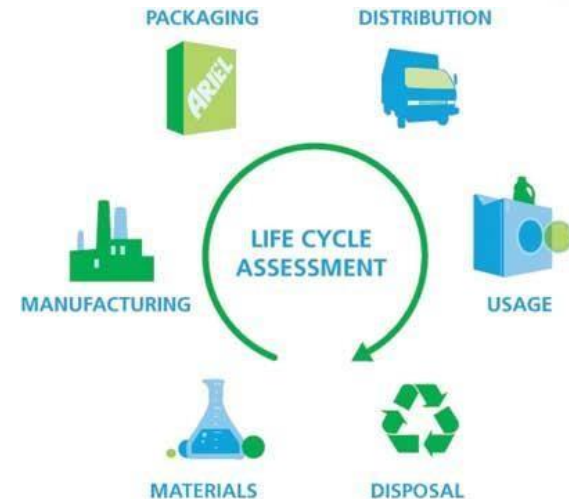 PACKAGING
DISTRIBUTION
ARIEL
LIFE CYCLE
ASSESSMENT
MANUFACTURING
USAGE
MATERIALS
DISPOSAL